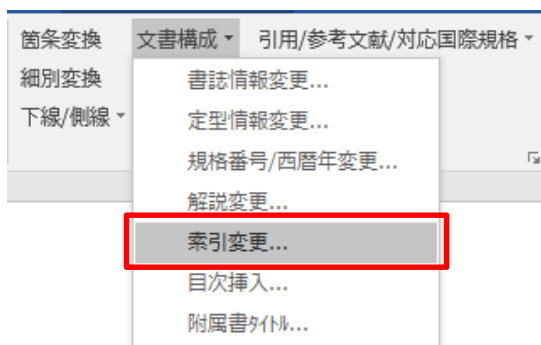 箇条変換 文書構成 引用/参考文献/対応国際規格
細別変換
下線/側線
書誌情報変更...
定型情報変更...
規格番号/西暦年変更...
解説変更...
索引変更...
目次挿入...
附属書ﾀｲﾄﾙ...